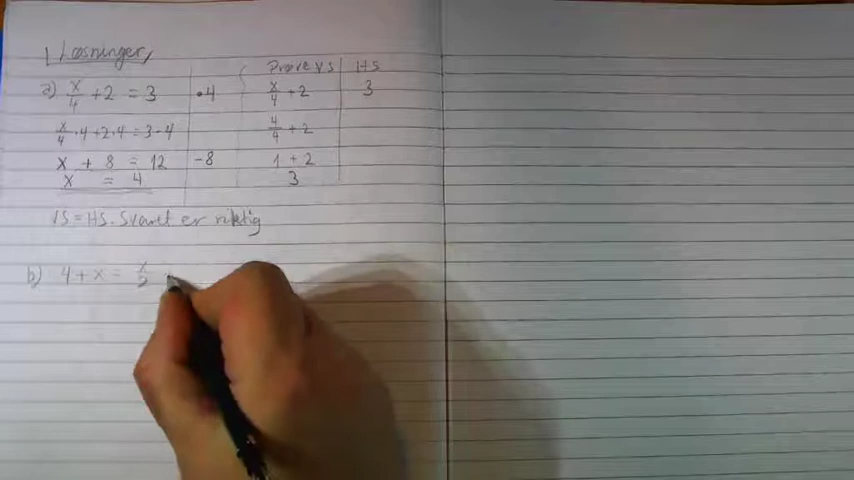 Løsninger
Prøve VS HS
a) x/4 + 2 = 3 | •4 x/4 + 2 3
x/4 · 4 + 2 · 4 = 3 · 4 4/4 + 2
x + 8 = 12 | -8 1 + 2
x = 4 3
VS = HS. Svaret er riktig
b) 4 + x = x/2